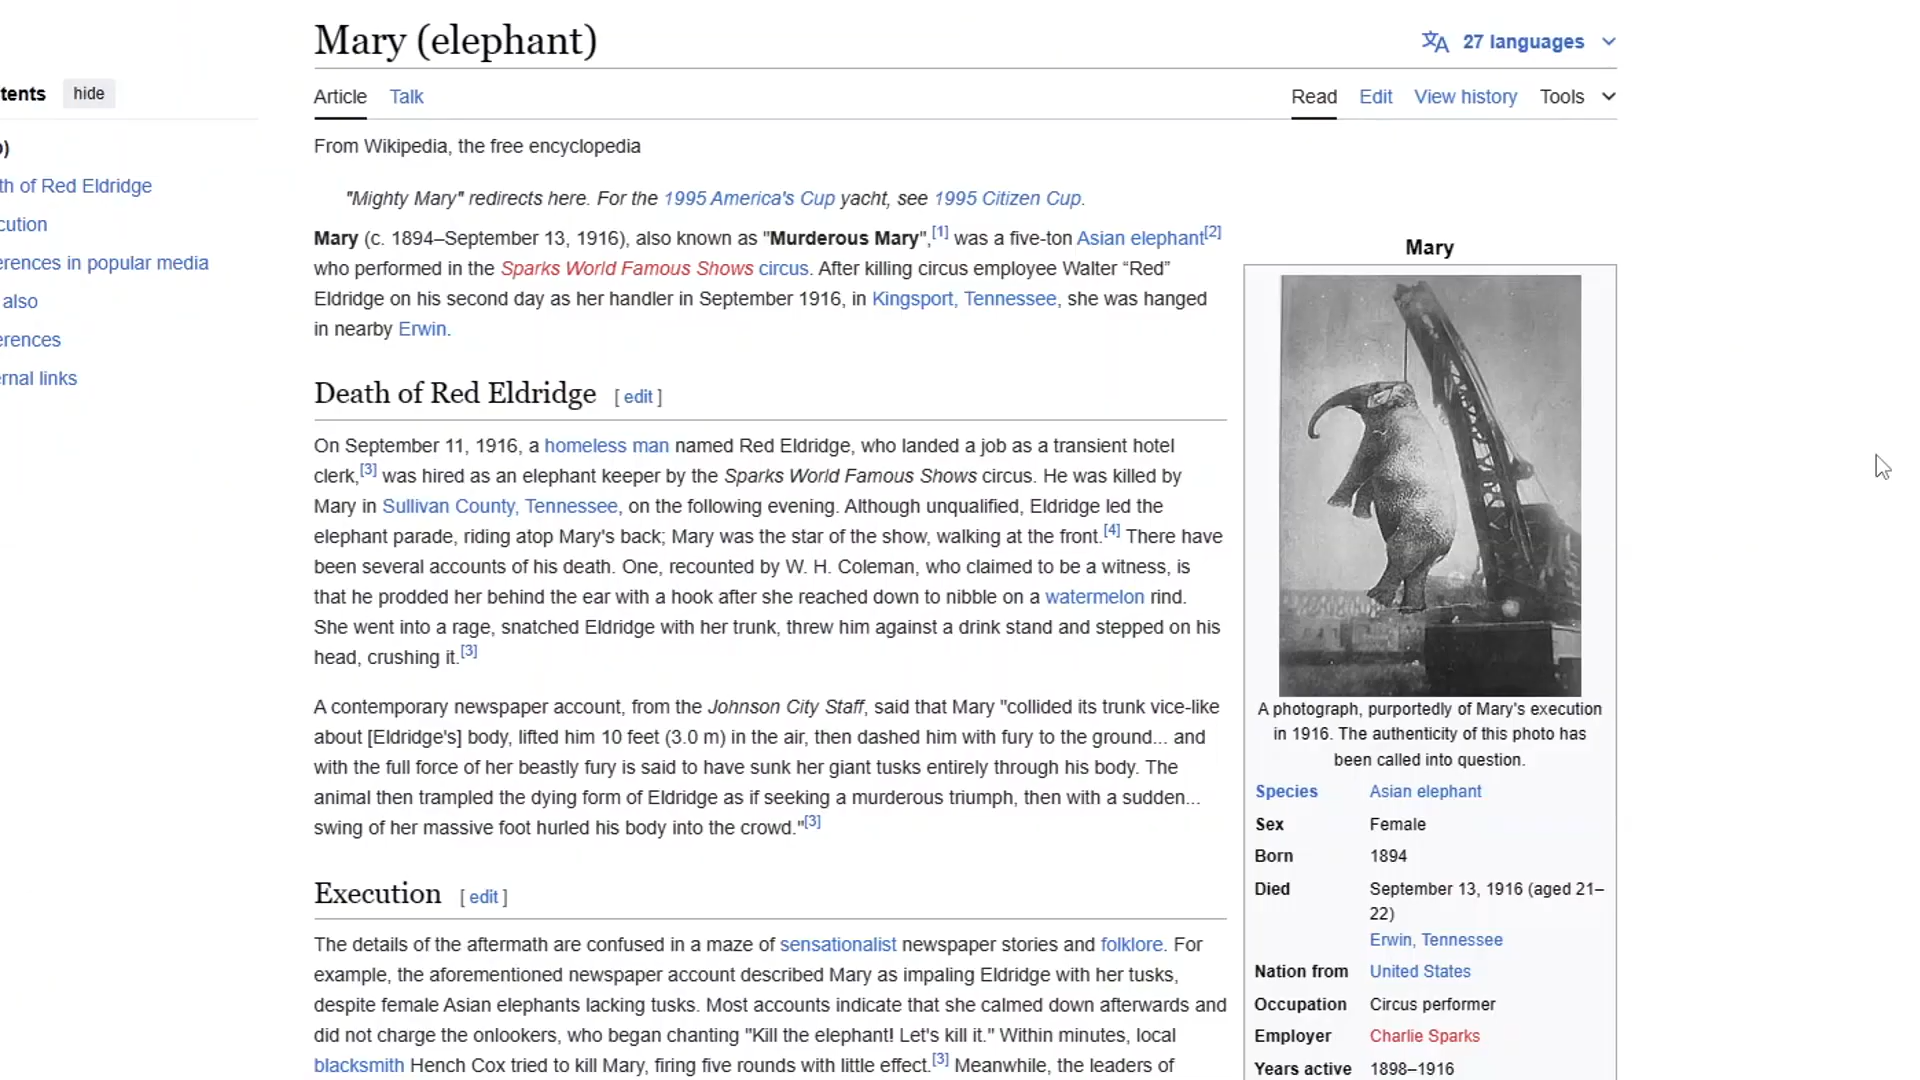 Mary (elephant)
27 languages
tents hide
Article Talk
Read Edit View history Tools
From Wikipedia, the free encyclopedia
)
th of Red Eldridge
cution
erences in popular media
also
erences
rnal links
"Mighty Mary" redirects here. For the 1995 America's Cup yacht, see 1995 Citizen Cup.
Mary (c. 1894–September 13, 1916), also known as "Murderous Mary",[1] was a five-ton Asian elephant[2]
who performed in the Sparks World Famous Shows circus. After killing circus employee Walter “Red”
Eldridge on his second day as her handler in September 1916, in Kingsport, Tennessee, she was hanged
in nearby Erwin.
Death of Red Eldridge [ edit ]
On September 11, 1916, a homeless man named Red Eldridge, who landed a job as a transient hotel
clerk,[3] was hired as an elephant keeper by the Sparks World Famous Shows circus. He was killed by
Mary in Sullivan County, Tennessee, on the following evening. Although unqualified, Eldridge led the
elephant parade, riding atop Mary's back; Mary was the star of the show, walking at the front.[4] There have
been several accounts of his death. One, recounted by W. H. Coleman, who claimed to be a witness, is
that he prodded her behind the ear with a hook after she reached down to nibble on a watermelon rind.
She went into a rage, snatched Eldridge with her trunk, threw him against a drink stand and stepped on his
head, crushing it.[3]
A contemporary newspaper account, from the Johnson City Staff, said that Mary "collided its trunk vice-like
about [Eldridge's] body, lifted him 10 feet (3.0 m) in the air, then dashed him with fury to the ground... and
with the full force of her beastly fury is said to have sunk her giant tusks entirely through his body. The
animal then trampled the dying form of Eldridge as if seeking a murderous triumph, then with a sudden...
swing of her massive foot hurled his body into the crowd."[3]
Execution [ edit ]
The details of the aftermath are confused in a maze of sensationalist newspaper stories and folklore. For
example, the aforementioned newspaper account described Mary as impaling Eldridge with her tusks,
despite female Asian elephants lacking tusks. Most accounts indicate that she calmed down afterwards and
did not charge the onlookers, who began chanting "Kill the elephant! Let's kill it." Within minutes, local
blacksmith Hench Cox tried to kill Mary, firing five rounds with little effect.[3] Meanwhile, the leaders of
Mary
A photograph, purportedly of Mary's execution
in 1916. The authenticity of this photo has
been called into question.
Species Asian elephant
Sex Female
Born 1894
Died September 13, 1916 (aged 21–
22)
Erwin, Tennessee
Nation from United States
Occupation Circus performer
Employer Charlie Sparks
Years active 1898–1916